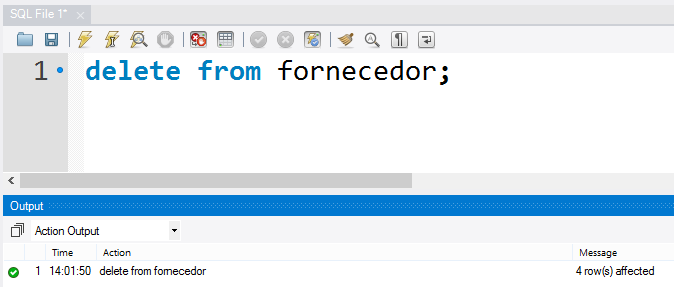 SQL File 1*
1 delete from fornecedor;
Output
Action Output
Time Action Message
1 14:01:50 delete from fornecedor 4 row(s) affected